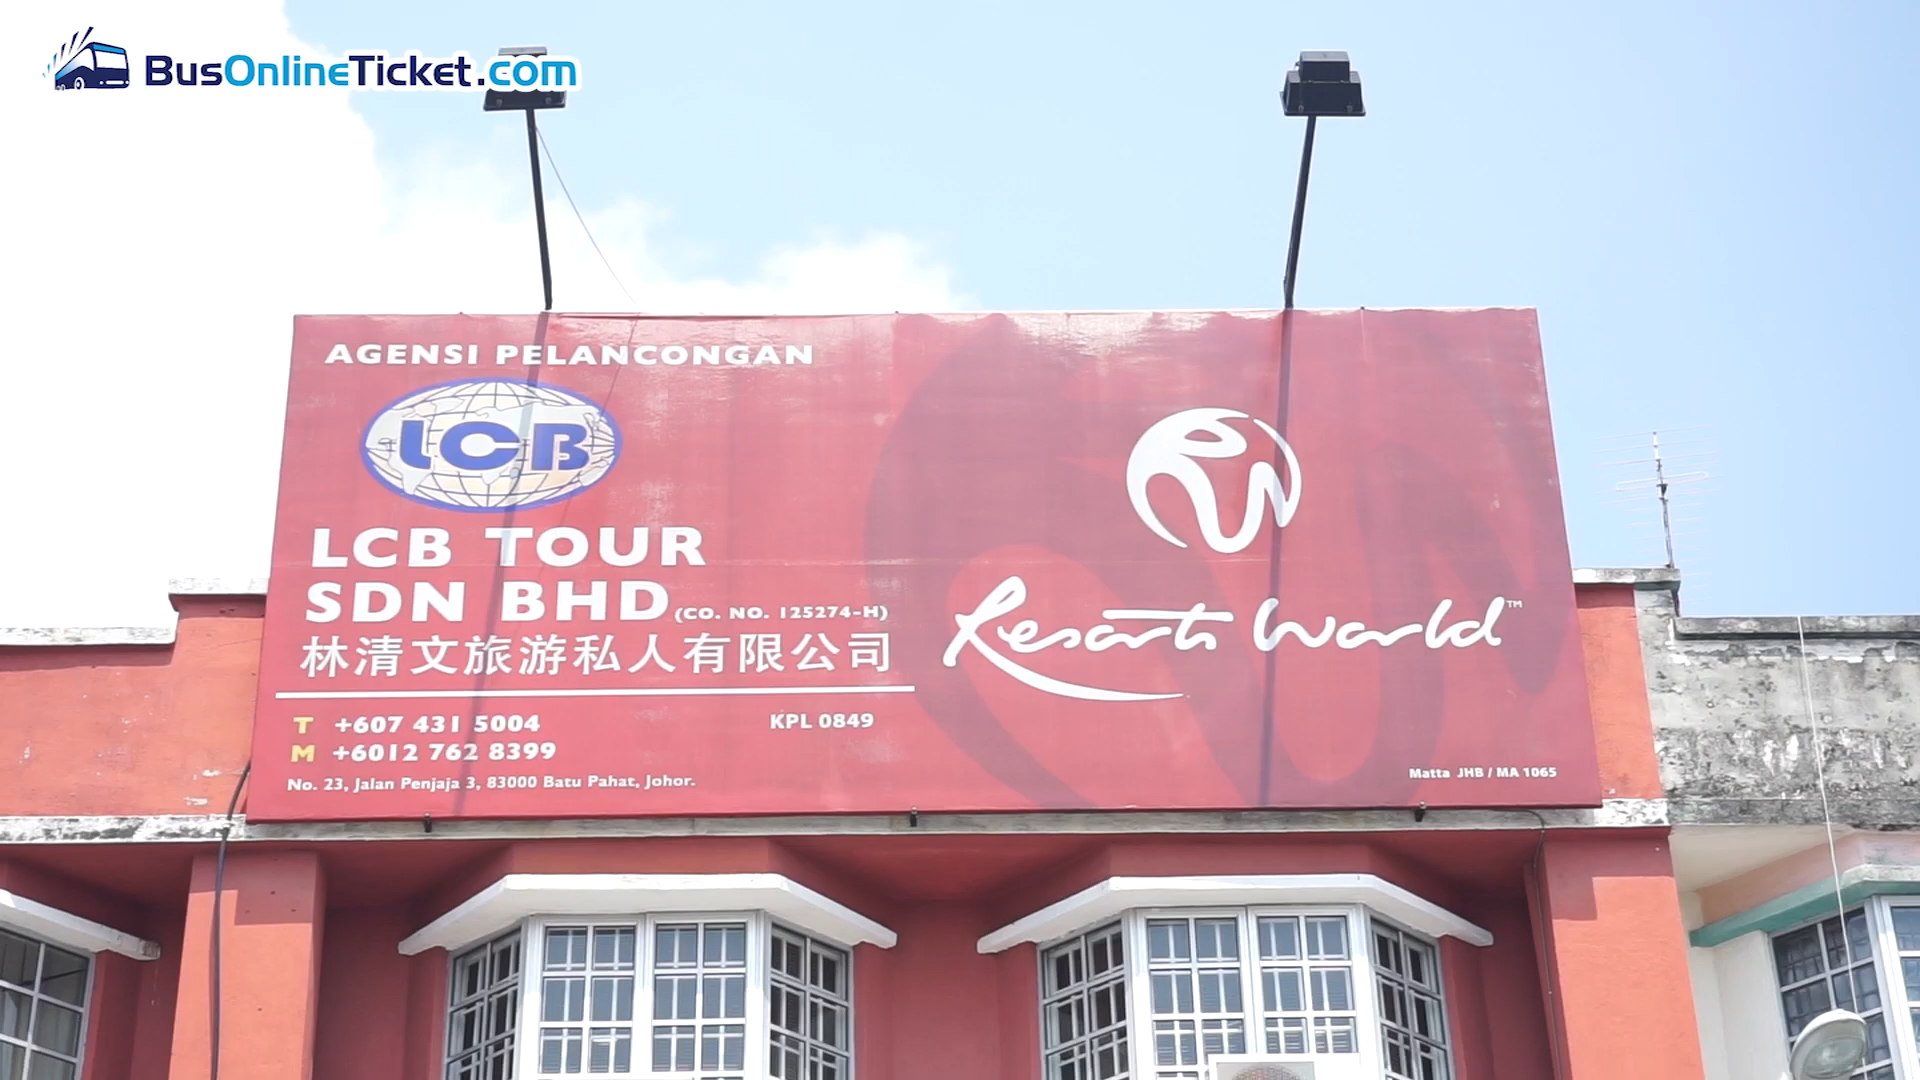 BusOnlineTicket.com
AGENSI PELANCONGAN
LCB
LCB TOUR
SDN BHD (CO. NO. 125274-H)
林清文旅游私人有限公司
T +607 431 5004
KPL 0849
M +6012 762 8399
No. 23, Jalan Penjaja 3, 83000 Batu Pahat, Johor.
RW
Resorts World™
Matta JHB / MA 1065